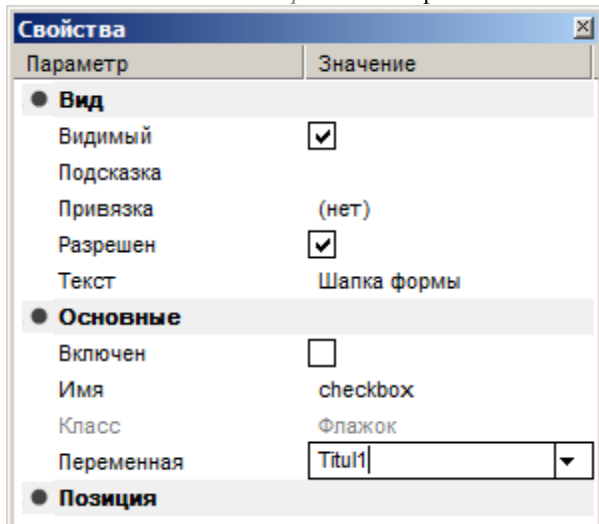 Свойства
Параметр Значение
Вид
Видимый
Подсказка
Привязка (нет)
Разрешен
Текст Шапка формы
Основные
Включен
Имя checkbox
Класс Флажок
Переменная Titul1
Позиция